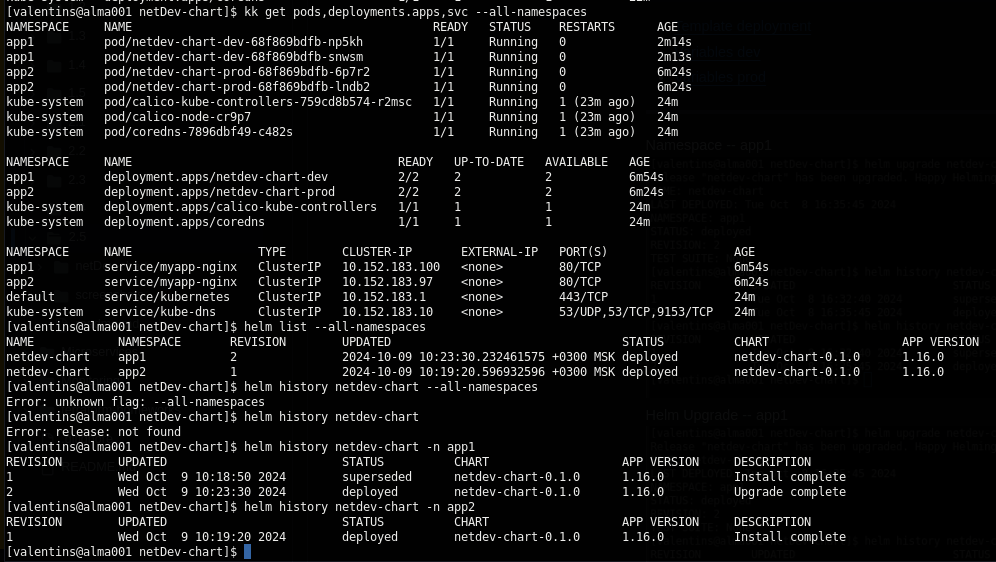 [valentins@alma001 netDev-chart]$ kk get pods,deployments.apps,svc --all-namespaces
NAMESPACE     NAME                                           READY   STATUS    RESTARTS      AGE
app1          pod/netdev-chart-dev-68f869bdfb-np5kh          1/1     Running   0             2m14s
app1          pod/netdev-chart-dev-68f869bdfb-snwsm          1/1     Running   0             2m13s
app2          pod/netdev-chart-prod-68f869bdfb-6p7r2         1/1     Running   0             6m24s
app2          pod/netdev-chart-prod-68f869bdfb-lndb2         1/1     Running   0             6m24s
kube-system   pod/calico-kube-controllers-759cd8b574-r2msc   1/1     Running   1 (23m ago)   24m
kube-system   pod/calico-node-cr9p7                          1/1     Running   1 (23m ago)   24m
kube-system   pod/coredns-7896dbf49-c482s                    1/1     Running   1 (23m ago)   24m
NAMESPACE     NAME                                      READY   UP-TO-DATE   AVAILABLE   AGE
app1          deployment.apps/netdev-chart-dev          2/2     2            2           6m54s
app2          deployment.apps/netdev-chart-prod         2/2     2            2           6m24s
kube-system   deployment.apps/calico-kube-controllers   1/1     1            1           24m
kube-system   deployment.apps/coredns                   1/1     1            1           24m
NAMESPACE     NAME                  TYPE        CLUSTER-IP       EXTERNAL-IP   PORT(S)                  AGE
app1          service/myapp-nginx   ClusterIP   10.152.183.100   <none>        80/TCP                   6m54s
app2          service/myapp-nginx   ClusterIP   10.152.183.97    <none>        80/TCP                   6m24s
default       service/kubernetes    ClusterIP   10.152.183.1     <none>        443/TCP                  24m
kube-system   service/kube-dns      ClusterIP   10.152.183.10    <none>        53/UDP,53/TCP,9153/TCP   24m
[valentins@alma001 netDev-chart]$ helm list --all-namespaces
NAME            NAMESPACE       REVISION        UPDATED                                 STATUS          CHART                   APP VERSION
netdev-chart    app1            2               2024-10-09 10:23:30.232461575 +0300 MSK deployed        netdev-chart-0.1.0      1.16.0
netdev-chart    app2            1               2024-10-09 10:19:20.596932596 +0300 MSK deployed        netdev-chart-0.1.0      1.16.0
[valentins@alma001 netDev-chart]$ helm history netdev-chart --all-namespaces
Error: unknown flag: --all-namespaces
[valentins@alma001 netDev-chart]$ helm history netdev-chart
Error: release: not found
[valentins@alma001 netDev-chart]$ helm history netdev-chart -n app1
REVISION        UPDATED                         STATUS          CHART                   APP VERSION     DESCRIPTION
1               Wed Oct  9 10:18:50 2024        superseded      netdev-chart-0.1.0      1.16.0          Install complete
2               Wed Oct  9 10:23:30 2024        deployed        netdev-chart-0.1.0      1.16.0          Upgrade complete
[valentins@alma001 netDev-chart]$ helm history netdev-chart -n app2
REVISION        UPDATED                         STATUS          CHART                   APP VERSION     DESCRIPTION
1               Wed Oct  9 10:19:20 2024        deployed        netdev-chart-0.1.0      1.16.0          Install complete
[valentins@alma001 netDev-chart]$